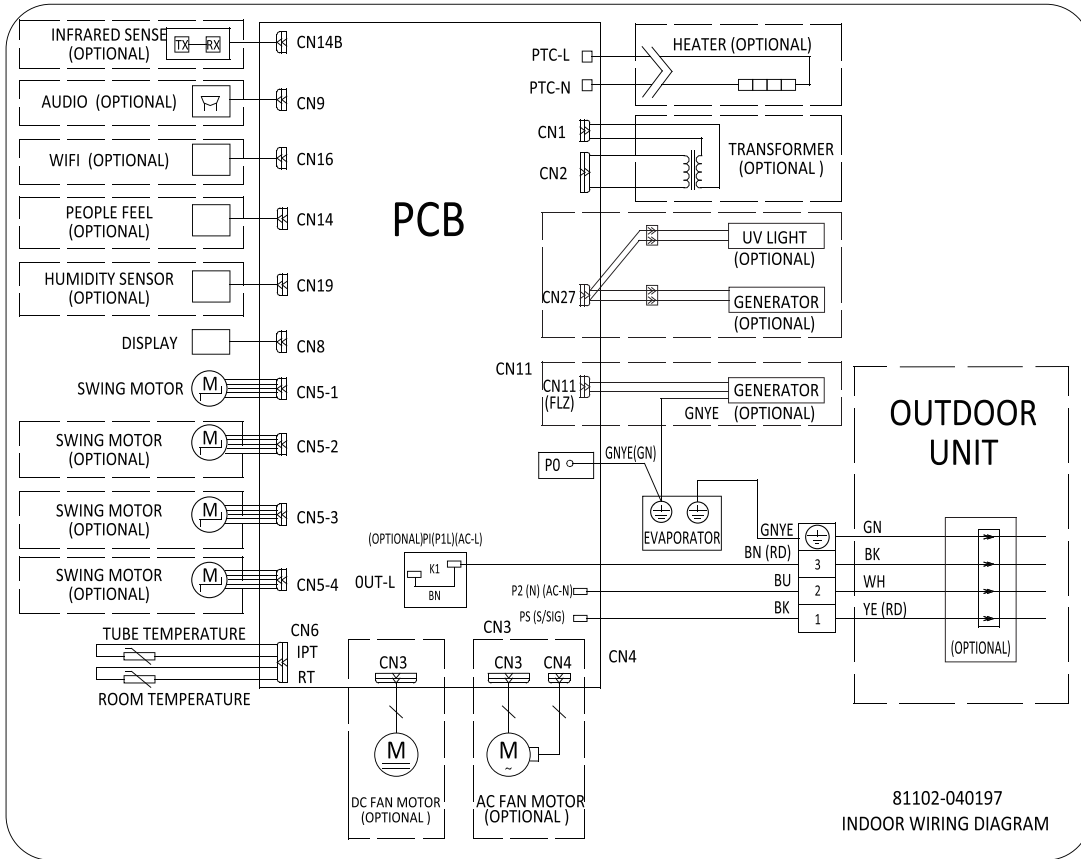 INFRARED SENSE
(OPTIONAL)
TX
RX
CN14B
AUDIO (OPTIONAL)
CN9
WIFI (OPTIONAL)
CN16
PEOPLE FEEL
(OPTIONAL)
CN14
HUMIDITY SENSOR
(OPTIONAL)
CN19
DISPLAY
CN8
SWING MOTOR
M
CN5-1
SWING MOTOR
(OPTIONAL)
M
CN5-2
SWING MOTOR
(OPTIONAL)
M
CN5-3
SWING MOTOR
(OPTIONAL)
M
CN5-4
TUBE TEMPERATURE
CN6
IPT
RT
ROOM TEMPERATURE
PCB
PTC-L
PTC-N
HEATER (OPTIONAL)
CN1
CN2
TRANSFORMER
(OPTIONAL )
CN27
UV LIGHT
(OPTIONAL)
GENERATOR
(OPTIONAL)
CN11
CN11
(FLZ)
GENERATOR
(OPTIONAL)
GNYE
P0
GNYE(GN)
EVAPORATOR
(OPTIONAL)PI(P1L)(AC-L)
0UT-L
K1
BN
P2 (N) (AC-N)
PS (S/SIG)
GNYE
BN (RD)
BU
BK
3
2
1
OUTDOOR
UNIT
GN
BK
WH
YE (RD)
(OPTIONAL)
CN3
CN4
CN3
M
DC FAN MOTOR
(OPTIONAL )
CN3
CN4
M
~
AC FAN MOTOR
(OPTIONAL )
81102-040197
INDOOR WIRING DIAGRAM